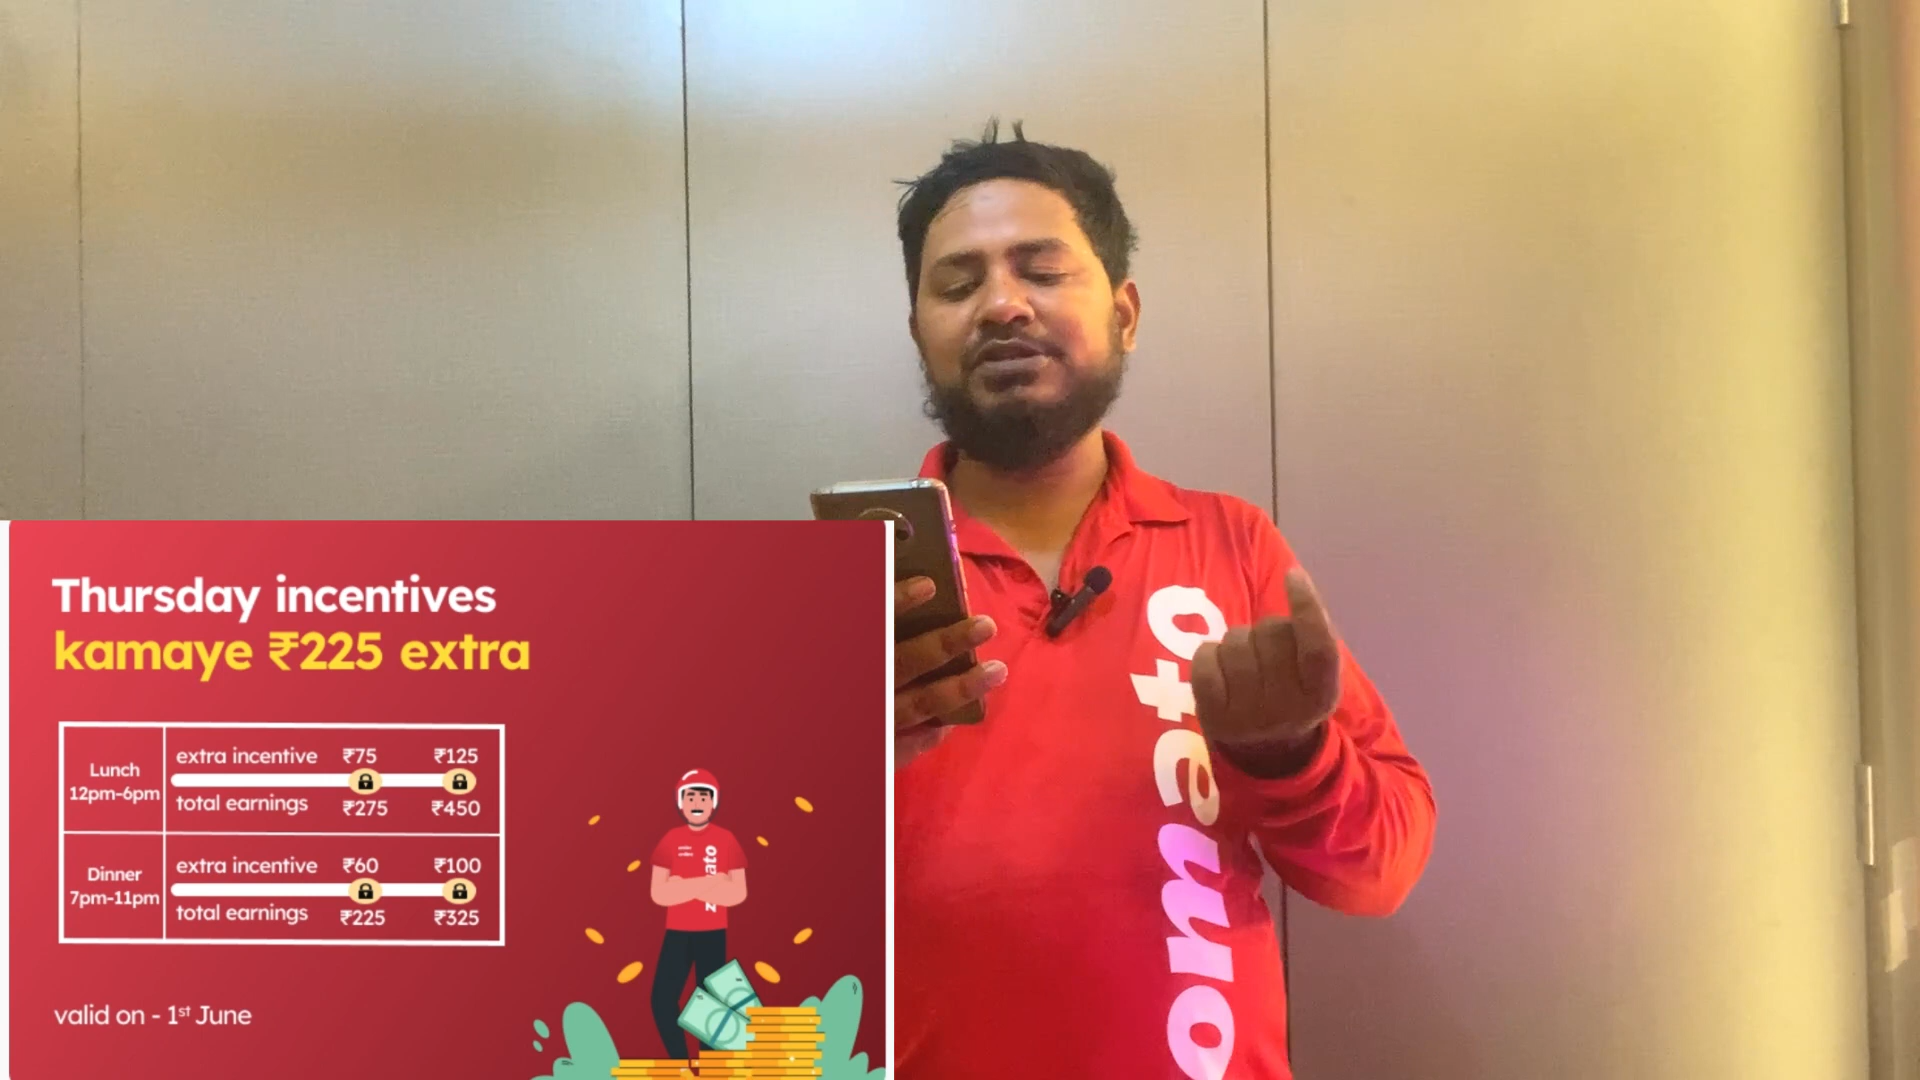 Thursday incentives
kamaye ₹225 extra
Lunch
12pm-6pm
extra incentive ₹75 ₹125
total earnings ₹275 ₹450
Dinner
7pm-11pm
extra incentive ₹60 ₹100
total earnings ₹225 ₹325
valid on - 1st June
zomato
omato